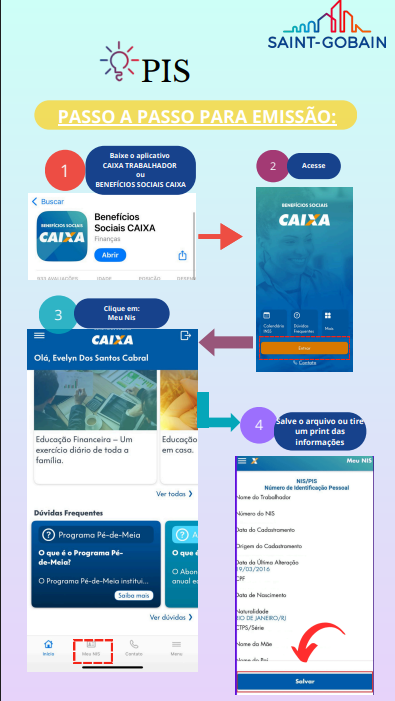 SAINT-GOBAIN
PIS
PASSO A PASSO PARA EMISSÃO:
1
Baixe o aplicativo
CAIXA TRABALHADOR
ou
BENEFÍCIOS SOCIAIS CAIXA
2
Acesse
Buscar
BENEFÍCIOS SOCIAIS
CAIXA
Benefícios
Sociais CAIXA
Finanças
Abrir
AVALIAÇÕES IDADE POSIÇÃO
BENEFÍCIOS SOCIAIS
CAIXA
Calendário
INSS
Dúvidas
Frequentes
Mais
Entrar
Contato
3
Clique em:
Meu Nis
CAIXA
Olá, Evelyn Dos Santos Cabral
Educação Financeira – Um
exercício diário de toda a
família.
Educação
em casa.
Ver todas
Dúvidas Frequentes
Programa Pé-de-Meia
O que é o Programa Pé-
de-Meia?
O Programa Pé-de-Meia institui...
Saiba mais
A
O que é
O Abon
anual e
Ver dúvidas
Início
Meu NIS
Contato
Menu
4
Salve o arquivo ou tire
um print das
informações
Meu NIS
NIS/PIS
Número de Identificação Pessoal
Nome do Trabalhador
Número do NIS
Data do Cadastramento
Origem do Cadastramento
Data da Última Alteração
19/03/2016
CPF
Data de Nascimento
Naturalidade
RIO DE JANEIRO/RJ
CTPS/Série
Nome da Mãe
Nome do Pai
Salvar